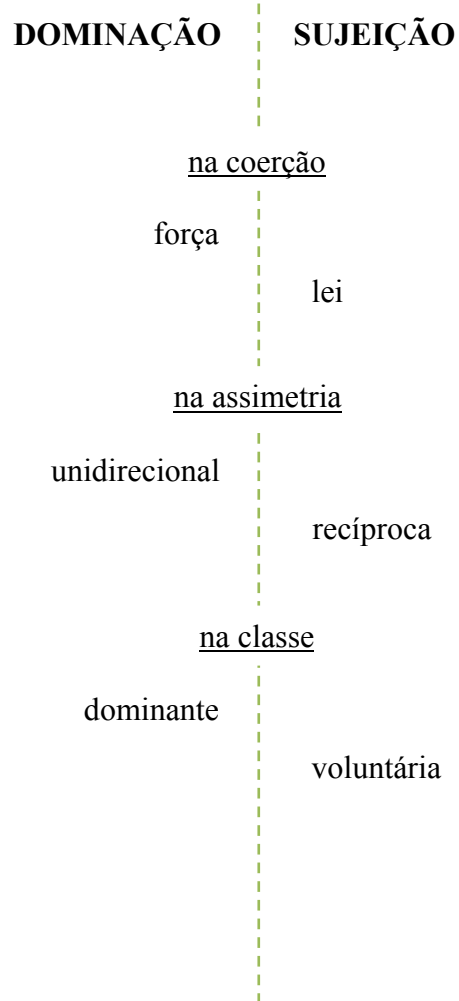 DOMINAÇÃO SUJEIÇÃO
na coerção
força
lei
na assimetria
unidirecional
recíproca
na classe
dominante
voluntária